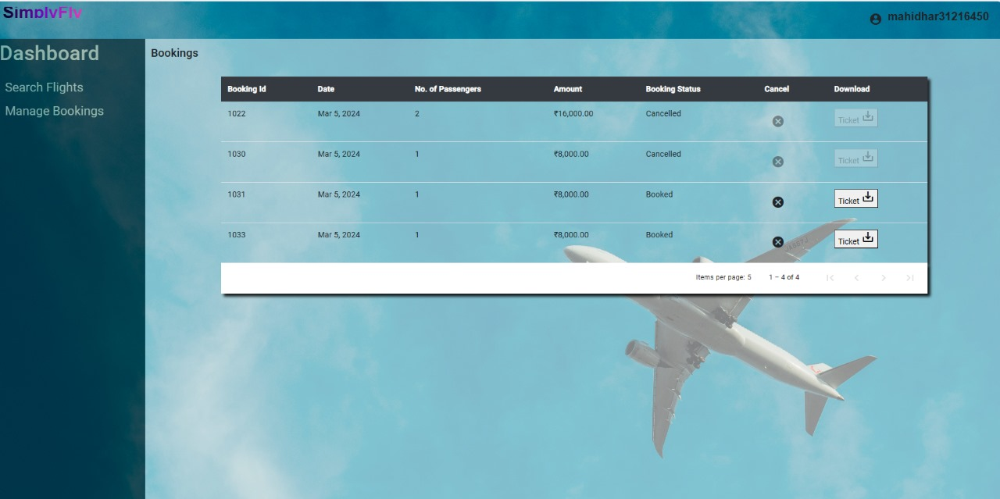 SimplyFly
mahidhar31216450
Dashboard
Search Flights
Manage Bookings
Bookings
Booking Id Date No. of Passengers Amount Booking Status Cancel Download
1022 Mar 5, 2024 2 ₹16,000.00 Cancelled Ticket
1030 Mar 5, 2024 1 ₹8,000.00 Cancelled Ticket
1031 Mar 5, 2024 1 ₹8,000.00 Booked Ticket
1033 Mar 5, 2024 1 ₹8,000.00 Booked Ticket
Items per page: 5 1 – 4 of 4